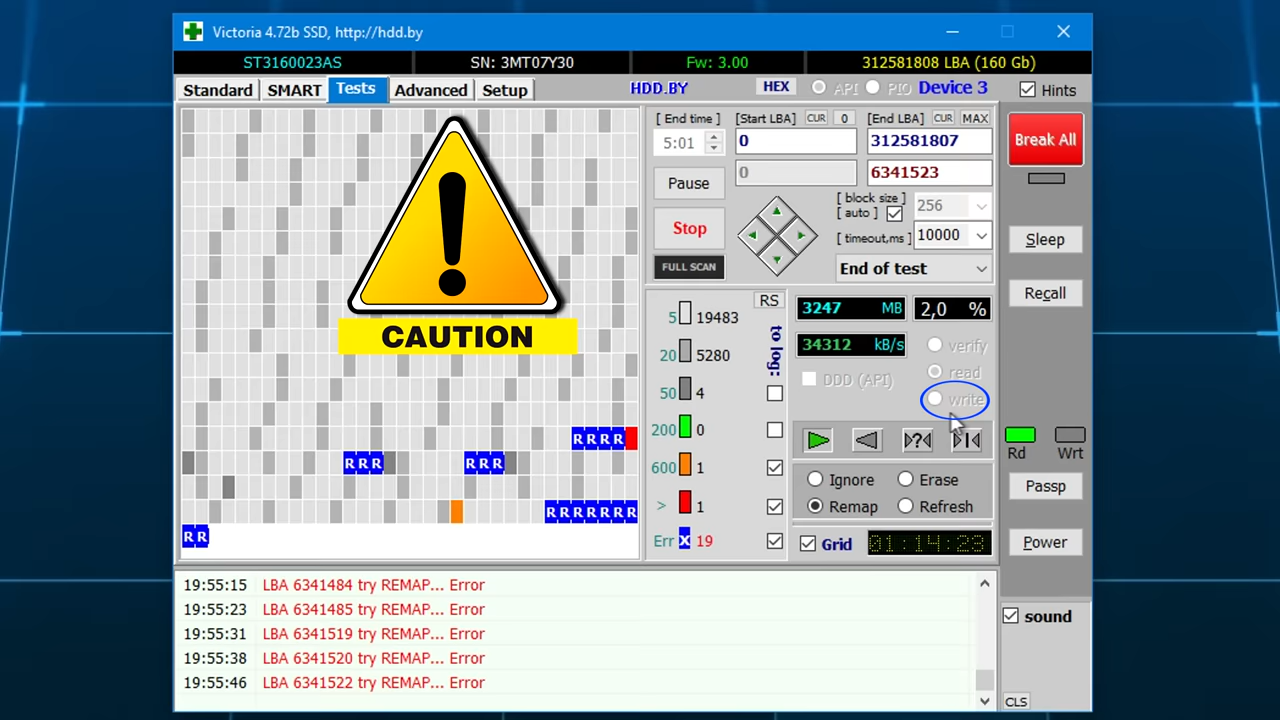 Victoria 4.72b SSD, http://hdd.by
ST3160023AS SN: 3MT07Y30 Fw: 3.00 312581808 LBA (160 Gb)
Standard SMART Tests Advanced Setup HDD.BY HEX API PIO Device 3 Hints
[ End time ] [Start LBA] CUR 0 [End LBA] CUR MAX
5:01 0 312581807
Break All
0 6341523
Pause
[ block size ]
[ auto ] 256
Stop
[ timeout,ms ] 10000
Sleep
FULL SCAN
End of test
Recall
CAUTION
RS
to log:
5 19483
20 5280
50 4
200 0
600 1
> 1
Err x 19
3247 MB 2,0 %
34312 kB/s
verify
DDD (API)
read
write
Rd Wrt
Ignore Erase
Remap Refresh
Passp
Grid 01:14:23
Power
R R R R
R R R R R R
R R R R R R R
R R
19:55:15 LBA 6341484 try REMAP... Error
19:55:23 LBA 6341485 try REMAP... Error
19:55:31 LBA 6341519 try REMAP... Error
19:55:38 LBA 6341520 try REMAP... Error
19:55:46 LBA 6341522 try REMAP... Error
sound
CLS